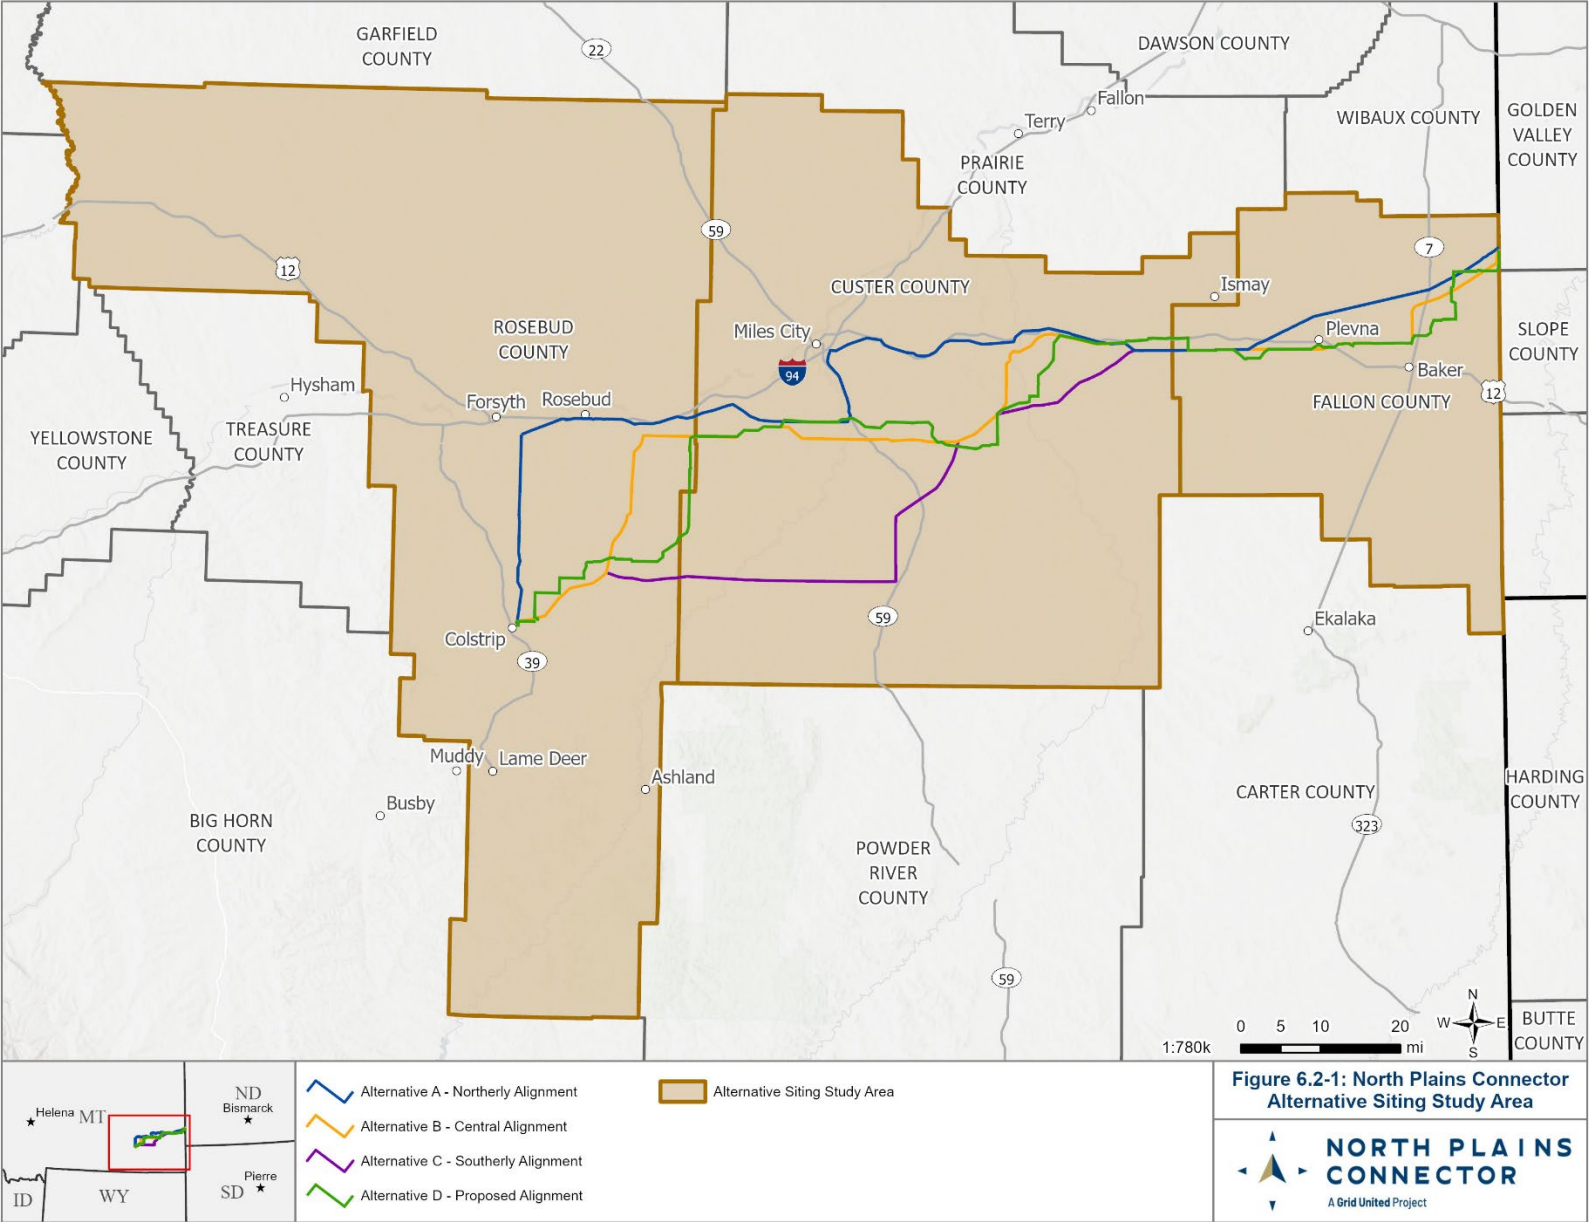 GARFIELD
COUNTY
22
DAWSON COUNTY
Fallon
Terry
WIBAUX COUNTY
GOLDEN
VALLEY
COUNTY
PRAIRIE
COUNTY
59
7
12
CUSTER COUNTY
Ismay
ROSEBUD
COUNTY
Miles City
Plevna
SLOPE
COUNTY
94
Baker
Hysham
12
Forsyth
Rosebud
FALLON COUNTY
TREASURE
COUNTY
YELLOWSTONE
COUNTY
59
Ekalaka
Colstrip
39
Muddy
Lame Deer
Ashland
HARDING
COUNTY
CARTER COUNTY
Busby
BIG HORN
COUNTY
323
POWDER
RIVER
COUNTY
59
N
W
E
S
BUTTE
COUNTY
0 5 10 20
1:780k
mi
Helena
MT
ND
Bismarck
Pierre
SD
WY
ID
Alternative A - Northerly Alignment
Alternative B - Central Alignment
Alternative C - Southerly Alignment
Alternative D - Proposed Alignment
Alternative Siting Study Area
Figure 6.2-1: North Plains Connector
Alternative Siting Study Area
NORTH PLAINS
CONNECTOR
A Grid United Project